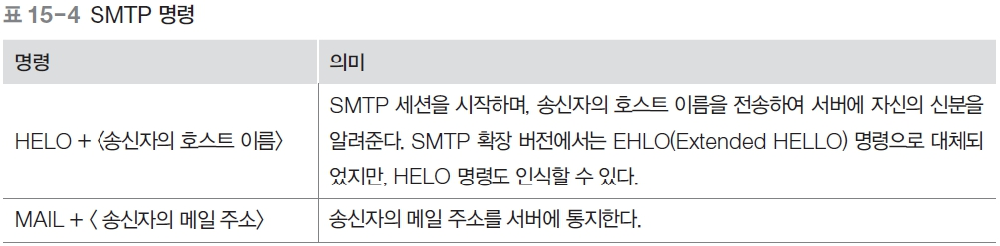 표 15-4 SMTP 명령
명령 의미
HELO + <송신자의 호스트 이름> SMTP 세션을 시작하며, 송신자의 호스트 이름을 전송하여 서버에 자신의 신분을
알려준다. SMTP 확장 버전에서는 EHLO(Extended HELLO) 명령으로 대체되
었지만, HELO 명령도 인식할 수 있다.
MAIL + < 송신자의 메일 주소> 송신자의 메일 주소를 서버에 통지한다.